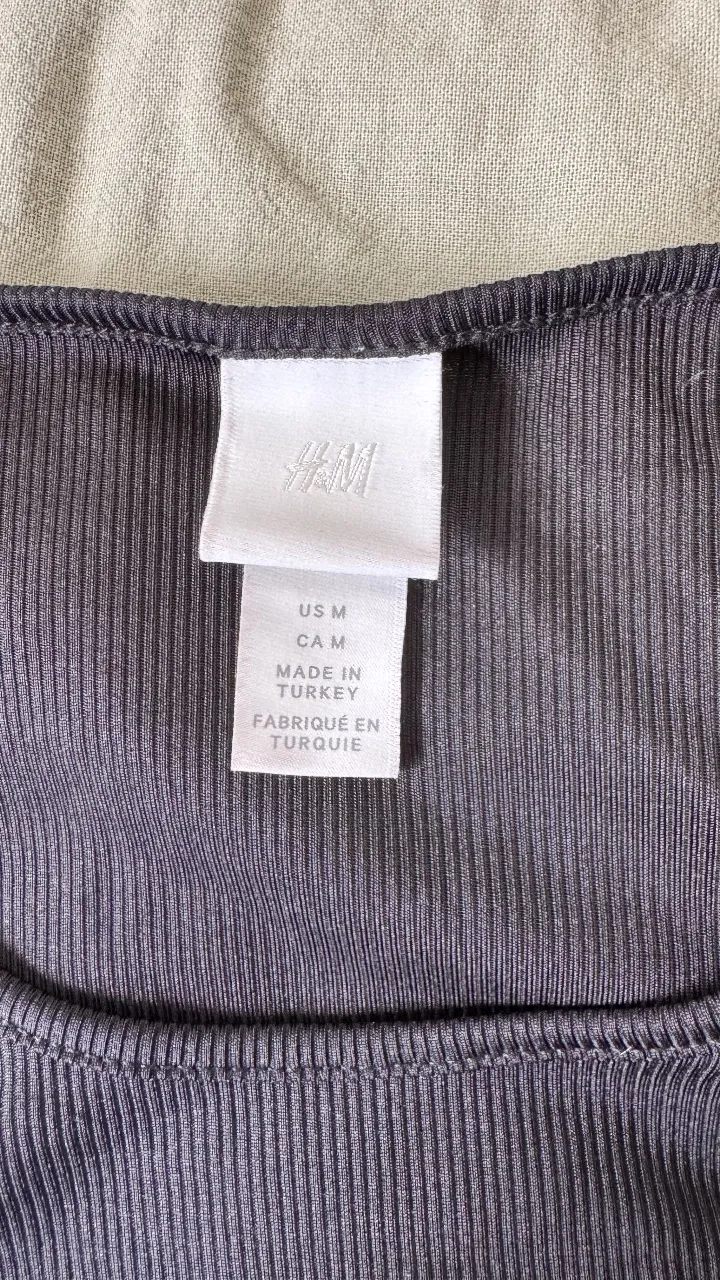 H&M
US M
CA M
MADE IN
TURKEY
FABRIQUÉ EN
TURQUIE